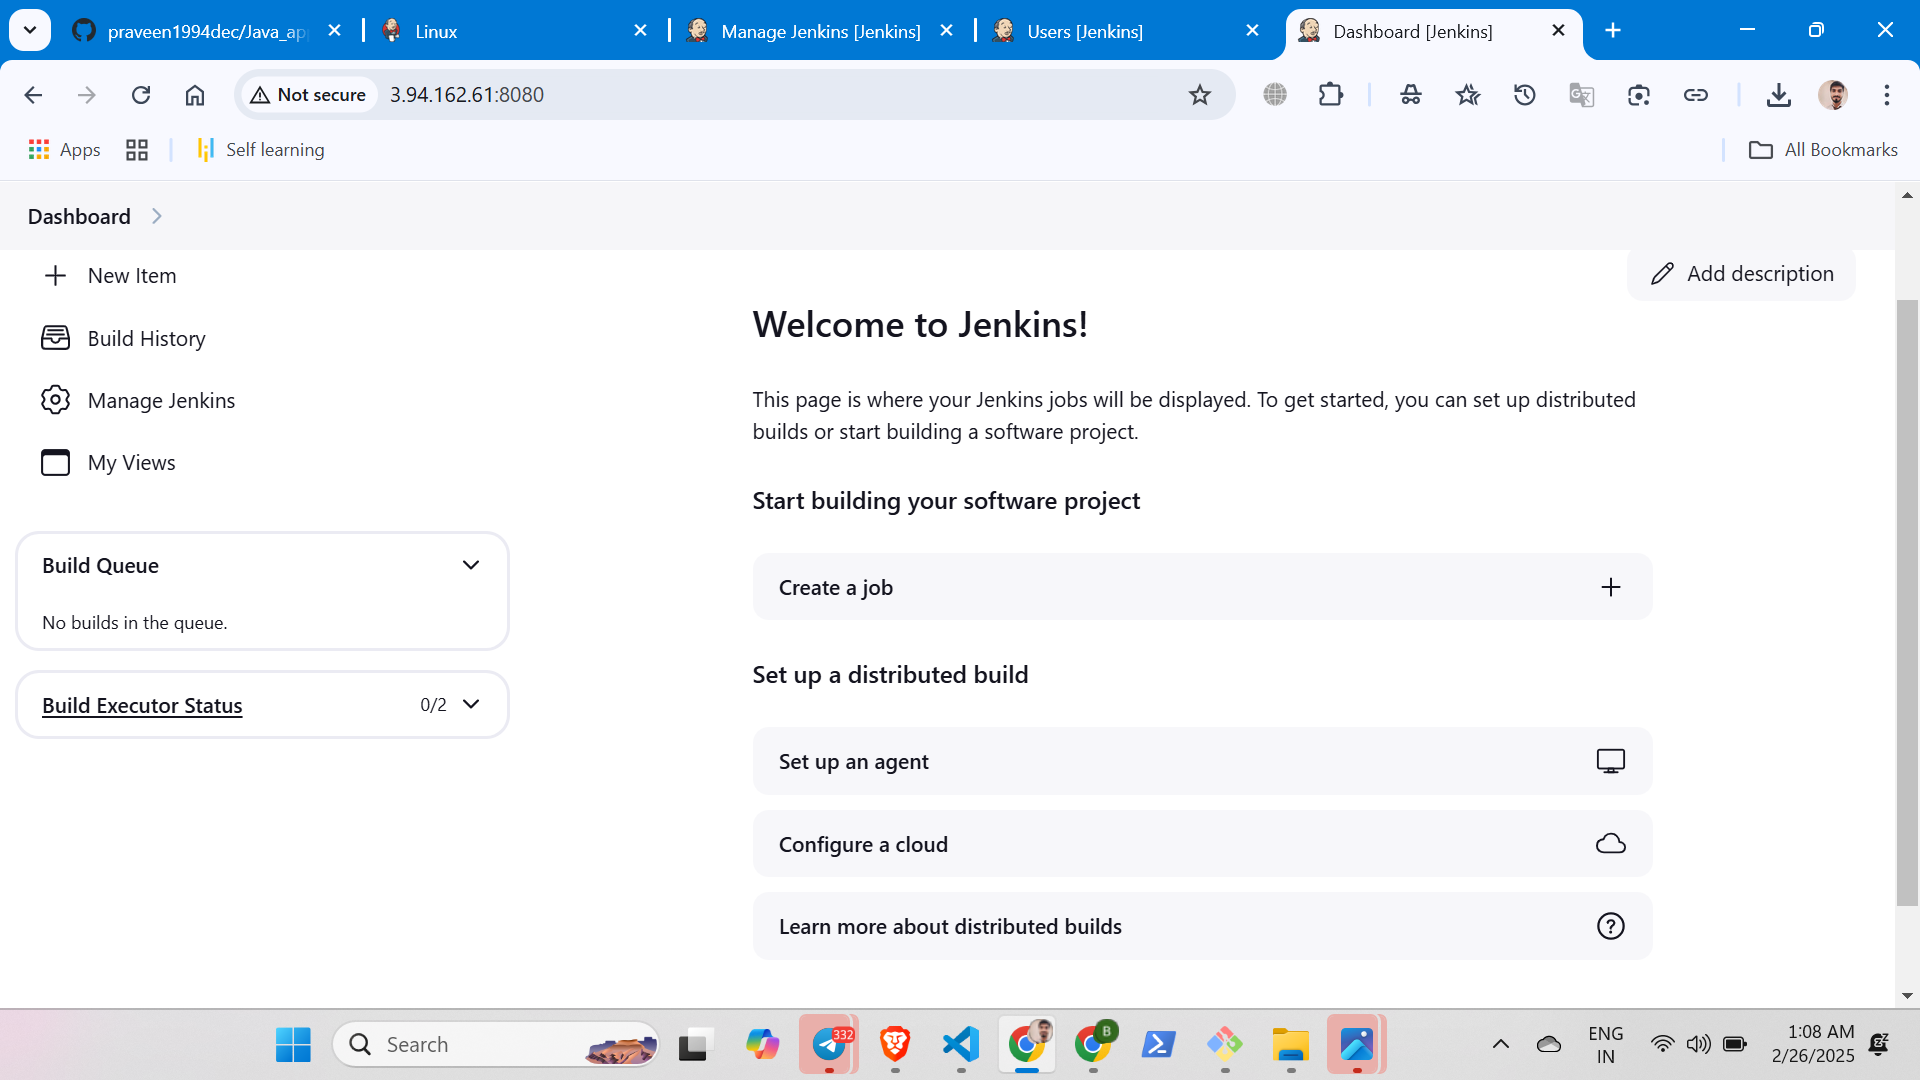 praveen1994dec/Java_ap
Linux
Manage Jenkins [Jenkins]
Users [Jenkins]
Dashboard [Jenkins]
Not secure
3.94.162.61:8080
Apps
Self learning
All Bookmarks
Dashboard
New Item
Add description
Build History
Manage Jenkins
My Views
Build Queue
No builds in the queue.
Build Executor Status
0/2
Welcome to Jenkins!
This page is where your Jenkins jobs will be displayed. To get started, you can set up distributed
builds or start building a software project.
Start building your software project
Create a job
Set up a distributed build
Set up an agent
Configure a cloud
Learn more about distributed builds
Search
332
B
ENG
IN
1:08 AM
2/26/2025